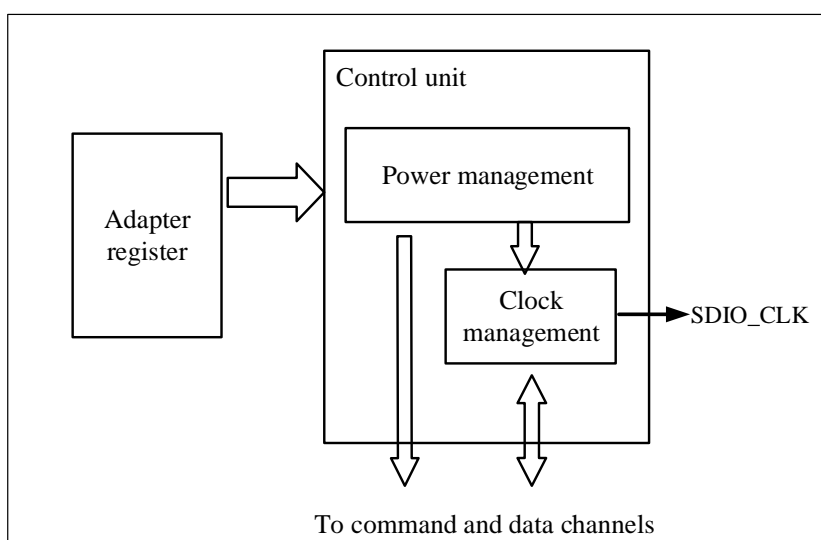 Control unit
Power management
Adapter
register
Clock
management
SDIO_CLK
To command and data channels